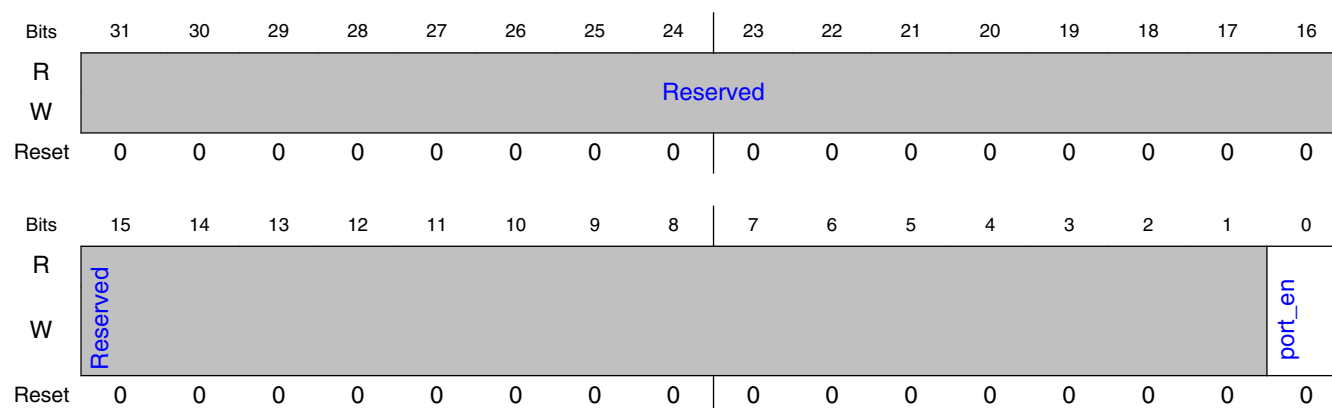 Bits 31 30 29 28 27 26 25 24 23 22 21 20 19 18 17 16
R
Reserved
W
Reset 0 0 0 0 0 0 0 0 0 0 0 0 0 0 0 0
Bits 15 14 13 12 11 10 9 8 7 6 5 4 3 2 1 0
R
Reserved
port_en
W
Reset 0 0 0 0 0 0 0 0 0 0 0 0 0 0 0 0